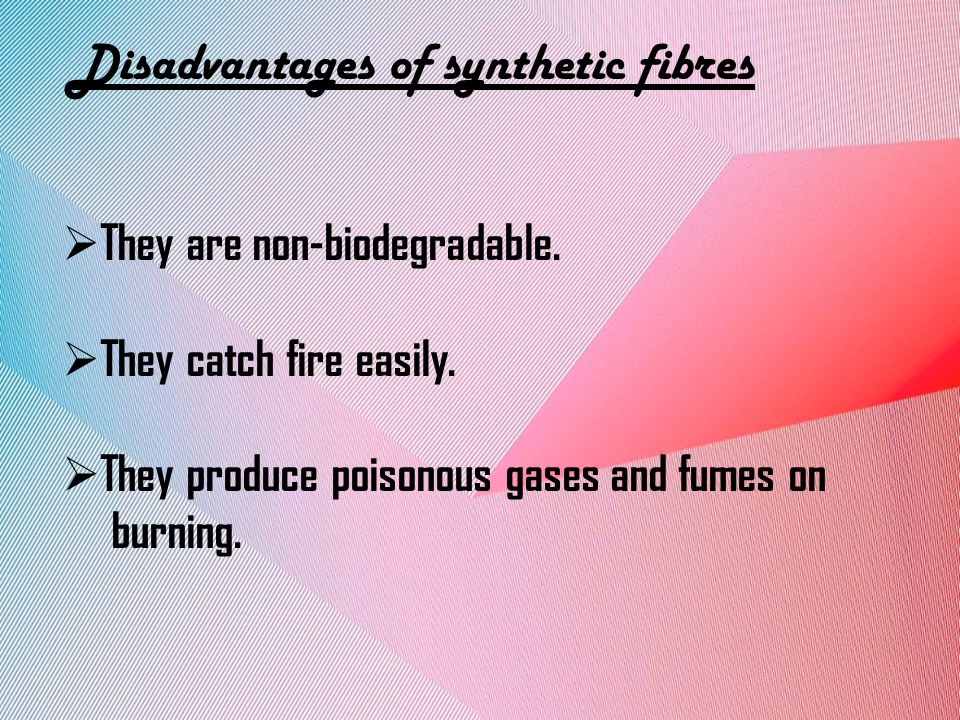 Disadvantages of synthetic fibres
➢They are non-biodegradable.
➢They catch fire easily.
➢They produce poisonous gases and fumes on
burning.